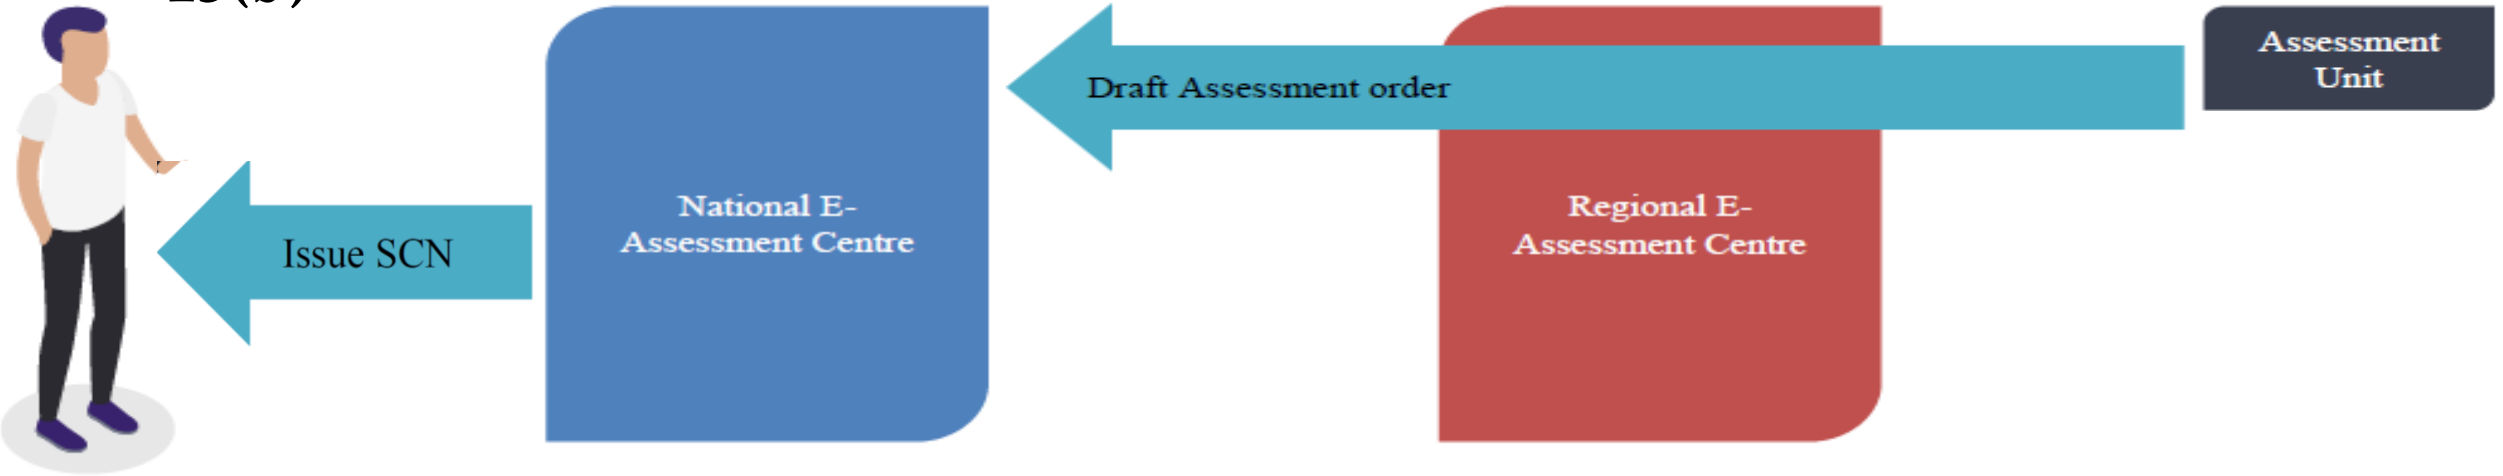 Assessment
Unit
Draft Assessment order
National E-
Assessment Centre
Regional E-
Assessment Centre
Issue SCN